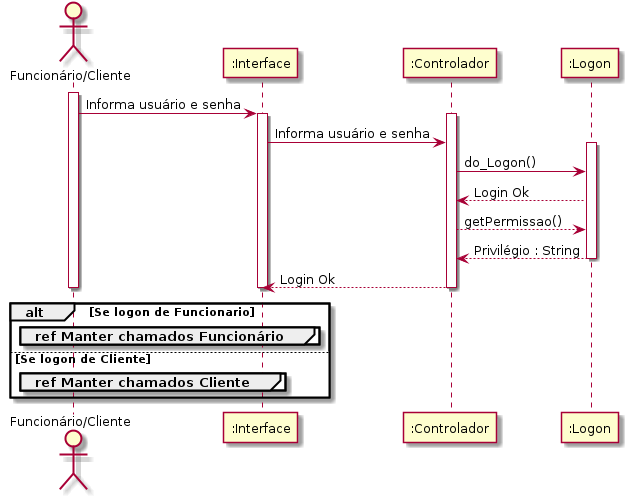 Funcionário/Cliente
:Interface
:Controlador
:Logon
Informa usuário e senha
Informa usuário e senha
do_Logon()
Login Ok
getPermissao()
Privilégio : String
Login Ok
alt [Se logon de Funcionario]
ref Manter chamados Funcionário
[Se logon de Cliente]
ref Manter chamados Cliente
Funcionário/Cliente
:Interface
:Controlador
:Logon